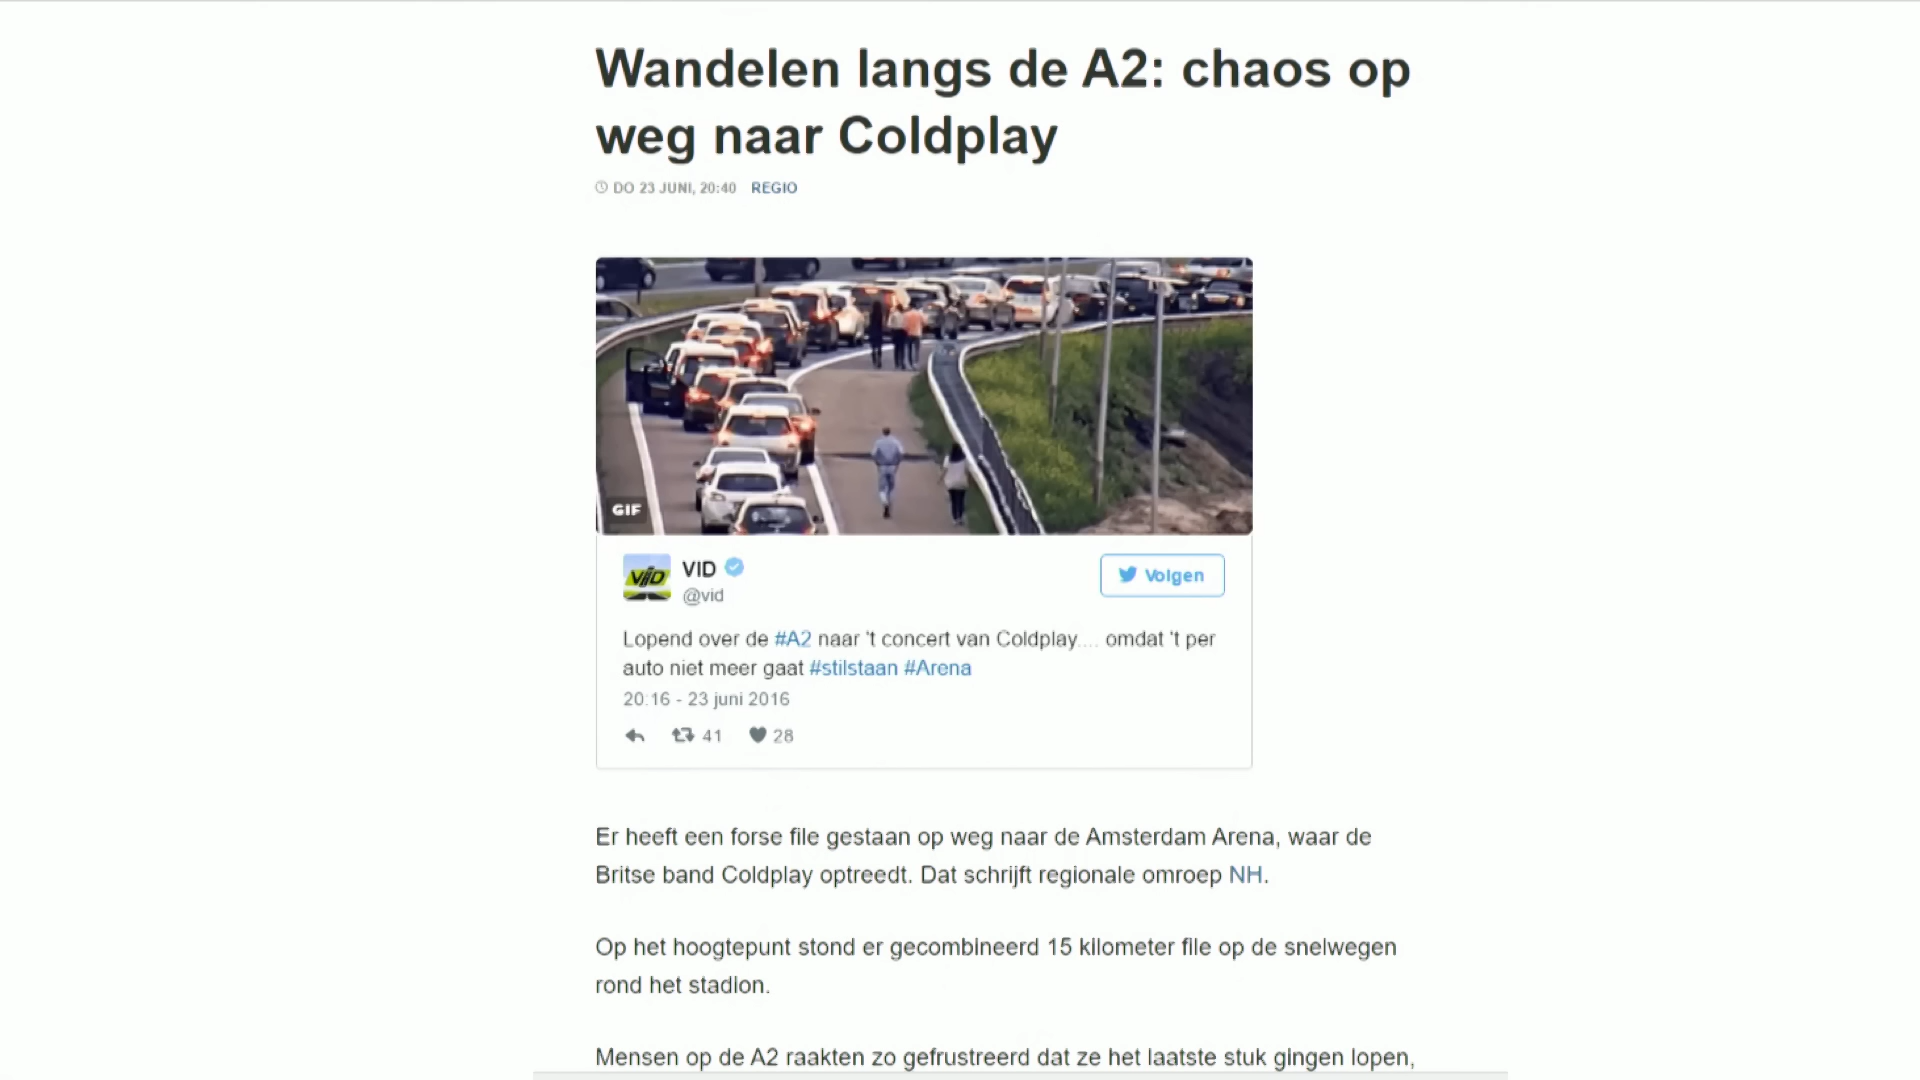 Wandelen langs de A2: chaos op
weg naar Coldplay
DO 23 JUNI, 20:40 REGIO
GIF
VID
VID
@vid
Volgen
Lopend over de #A2 naar 't concert van Coldplay.... omdat 't per
auto niet meer gaat #stilstaan #Arena
20:16 - 23 juni 2016
41 28
Er heeft een forse file gestaan op weg naar de Amsterdam Arena, waar de
Britse band Coldplay optreedt. Dat schrijft regionale omroep NH.
Op het hoogtepunt stond er gecombineerd 15 kilometer file op de snelwegen
rond het stadion.
Mensen op de A2 raakten zo gefrustreerd dat ze het laatste stuk gingen lopen,